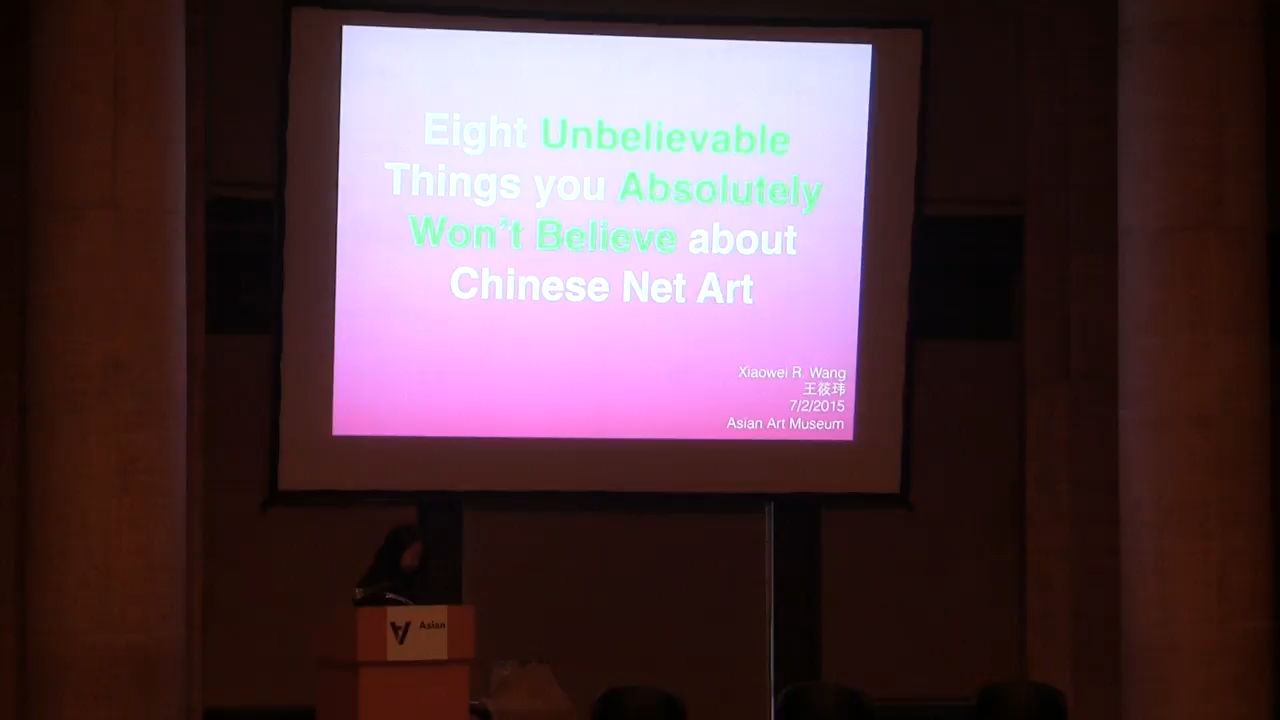 Eight Unbelievable
Things you Absolutely
Won't Believe about
Chinese Net Art
Xiaowei R. Wang
王筱玮
7/2/2015
Asian Art Museum
Asian